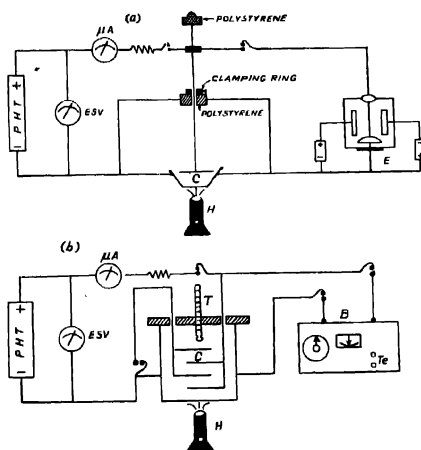 (a)
POLYSTYRENE
μA
CLAMPING RING
+
PHT
-
ESV
POLYSTYRENE
C
E
H
(b)
μA
T
+
PHT
-
ESV
B
C
Te
H